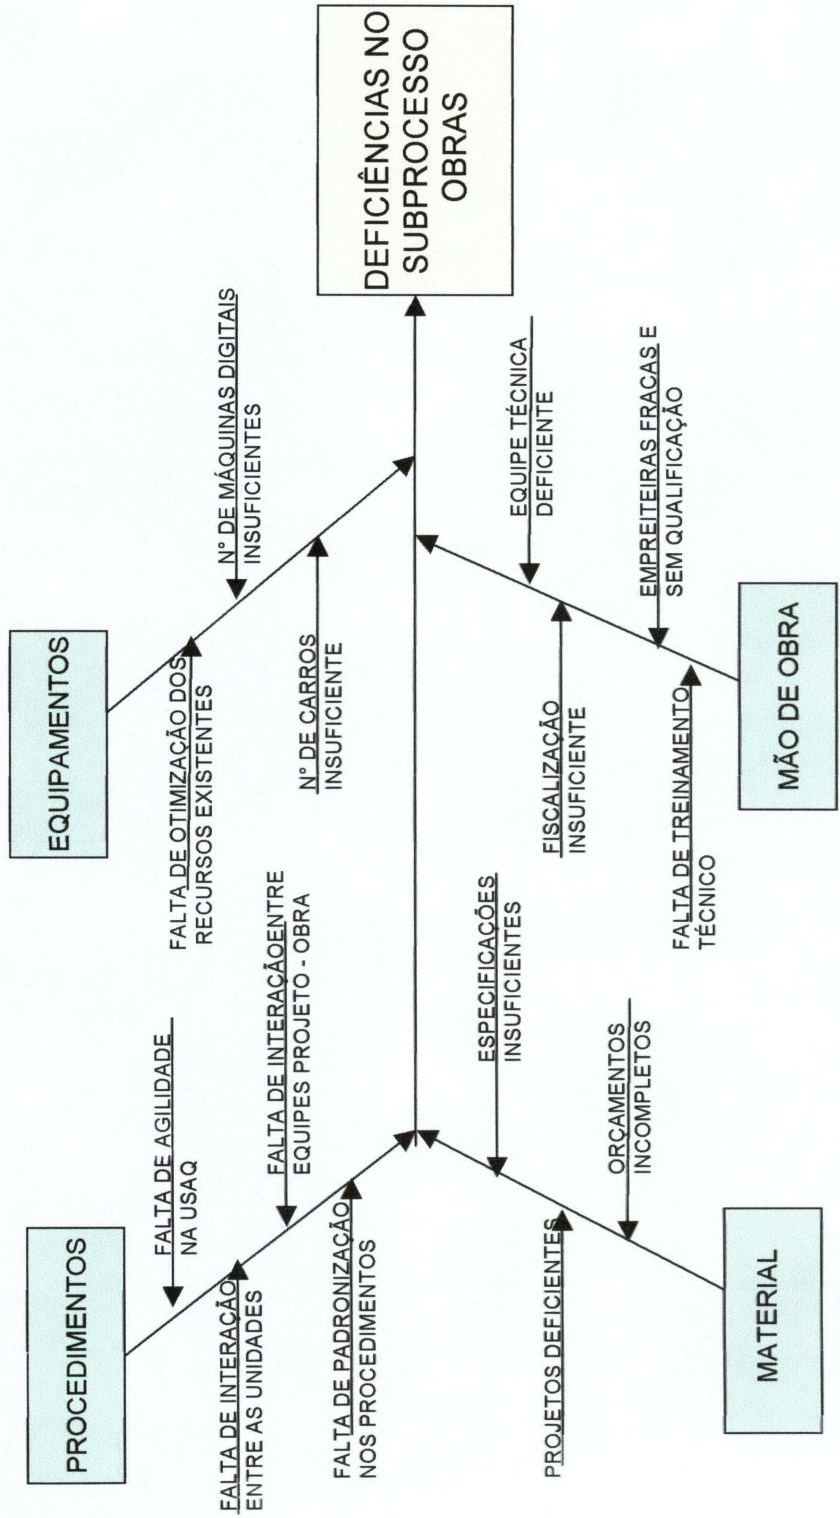 PROCEDIMENTOS
FALTA DE AGILIDADE
NA USAQ
FALTA DE INTERAÇÃO
ENTRE AS UNIDADES
FALTA DE INTERAÇÃOENTRE
EQUIPES PROJETO - OBRA
FALTA DE PADRONIZAÇÃO
NOS PROCEDIMENTOS
EQUIPAMENTOS
FALTA DE OTIMIZAÇÃO DOS
RECURSOS EXISTENTES
N° DE MÁQUINAS DIGITAIS
INSUFICIENTES
N° DE CARROS
INSUFICIENTE
DEFICIÊNCIAS NO
SUBPROCESSO
OBRAS
ESPECIFICAÇÕES
INSUFICIENTES
PROJETOS DEFICIENTES
ORÇAMENTOS
INCOMPLETOS
MATERIAL
EQUIPE TÉCNICA
DEFICIENTE
FISCALIZAÇÃO
INSUFICIENTE
EMPREITEIRAS FRACAS E
SEM QUALIFICAÇÃO
FALTA DE TREINAMENTO
TÉCNICO
MÃO DE OBRA